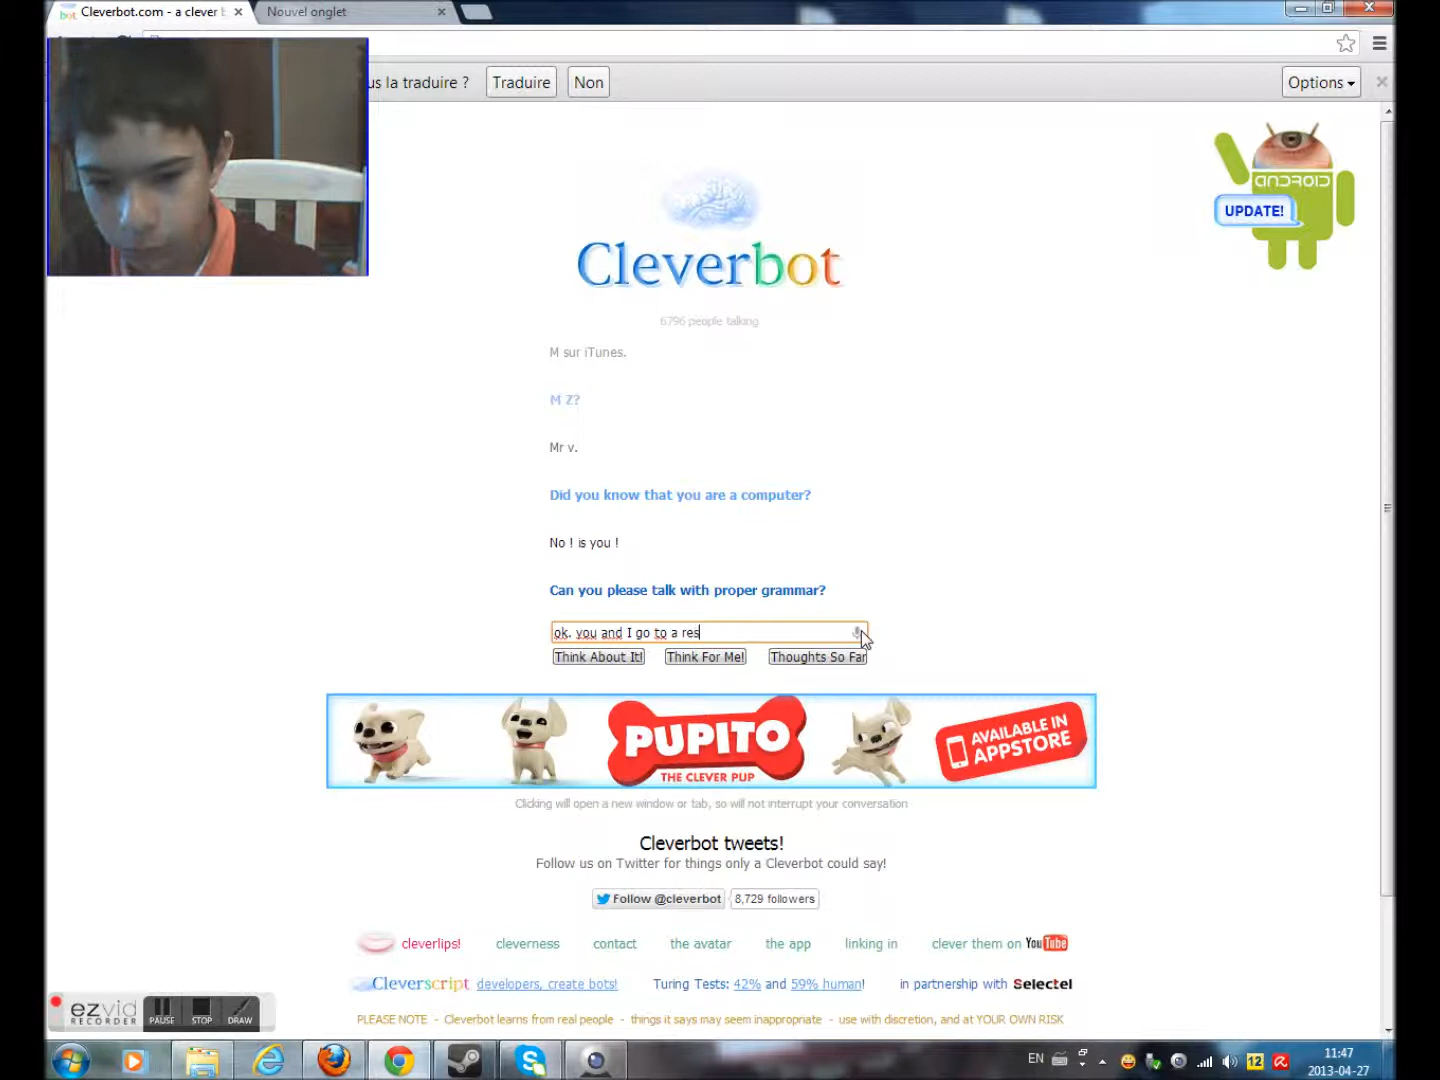 Cleverbot.com - a clever b
Nouvel onglet
us la traduire ?
Traduire
Non
Options
ANDROID
UPDATE!
Cleverbot
6796 people talking
M sur iTunes.
M Z?
Mr v.
Did you know that you are a computer?
No ! is you !
Can you please talk with proper grammar?
ok. you and I go to a res
Think About It!
Think For Me!
Thoughts So Far
PUPITO
THE CLEVER PUP
AVAILABLE IN
APPSTORE
Clicking will open a new window or tab, so will not interrupt your conversation
Cleverbot tweets!
Follow us on Twitter for things only a Cleverbot could say!
Follow @cleverbot
8,729 followers
cleverlips!
cleverness
contact
the avatar
the app
linking in
clever them on YouTube
Cleverscript
developers, create bots!
Turing Tests: 42% and 59% human!
in partnership with Selectel
PLEASE NOTE - Cleverbot learns from real people - things it says may seem inappropriate - use with discretion, and at YOUR OWN RISK
ezvid
RECORDER
PAUSE
STOP
DRAW
EN
12
11:47
2013-04-27